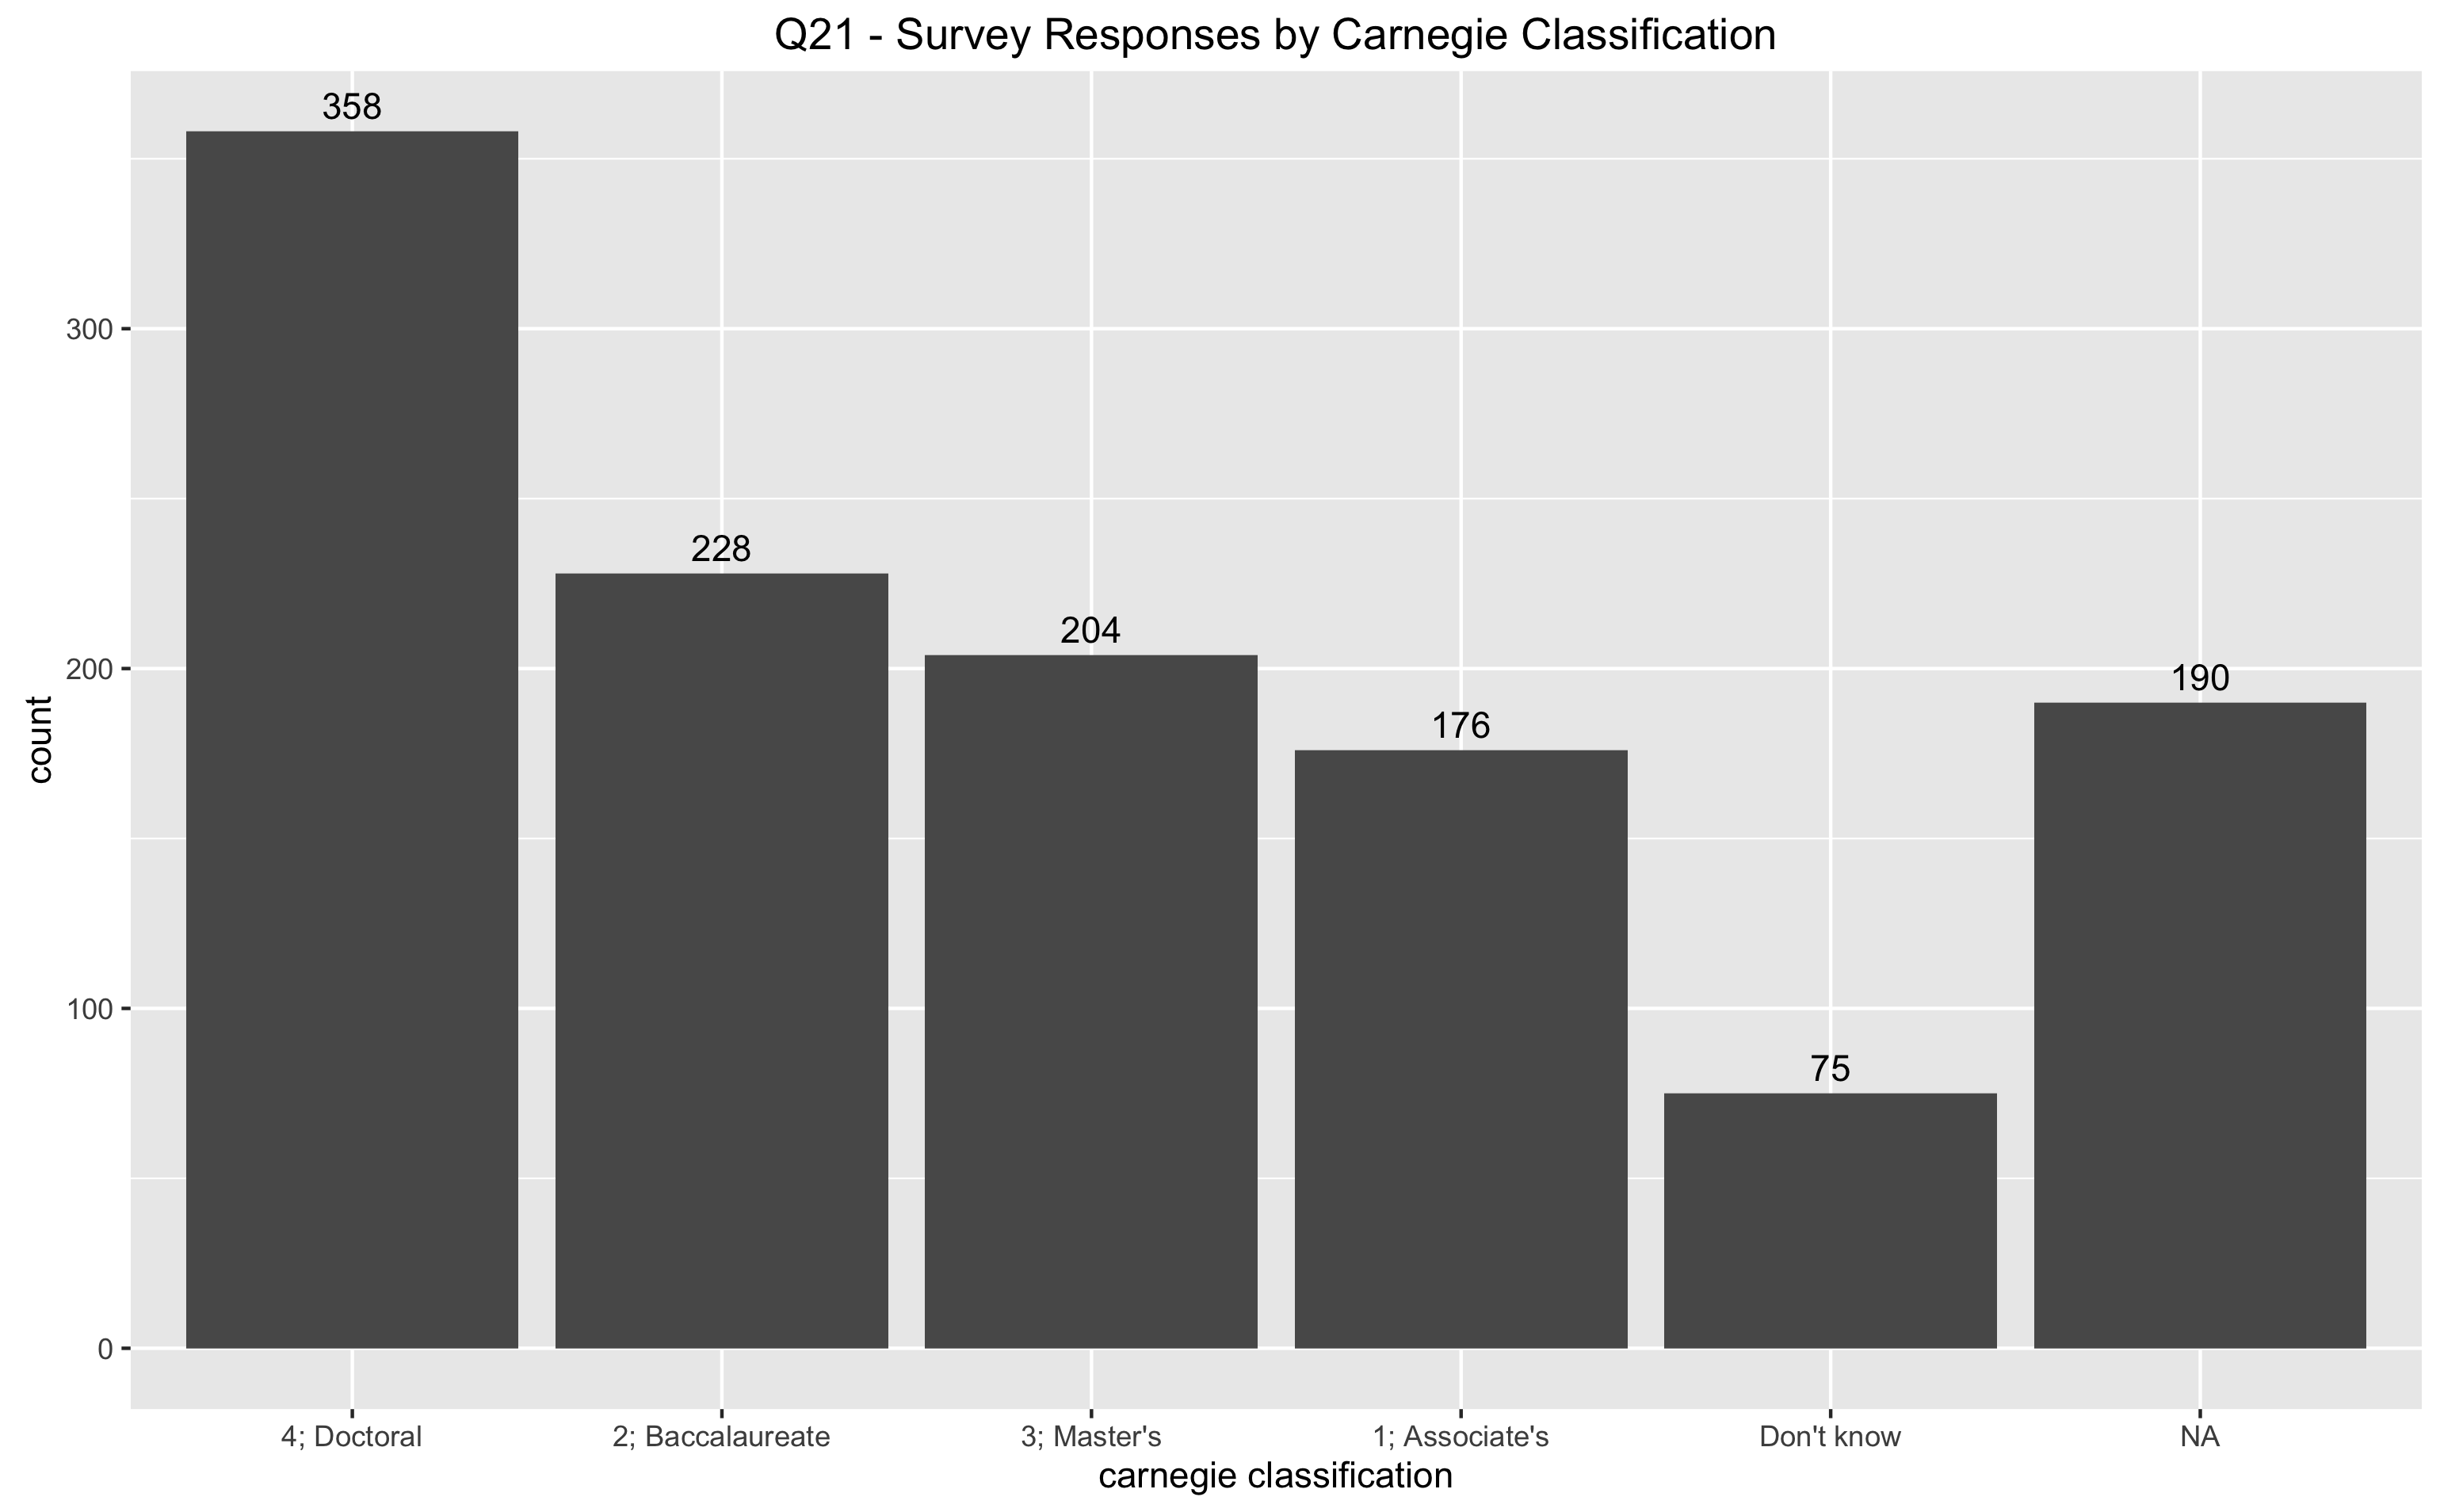 Q21 - Survey Responses by Carnegie Classification
358
228
204
190
176
75
300
200
100
0
count
4; Doctoral
2; Baccalaureate
3; Master's
1; Associate's
Don't know
NA
carnegie classification